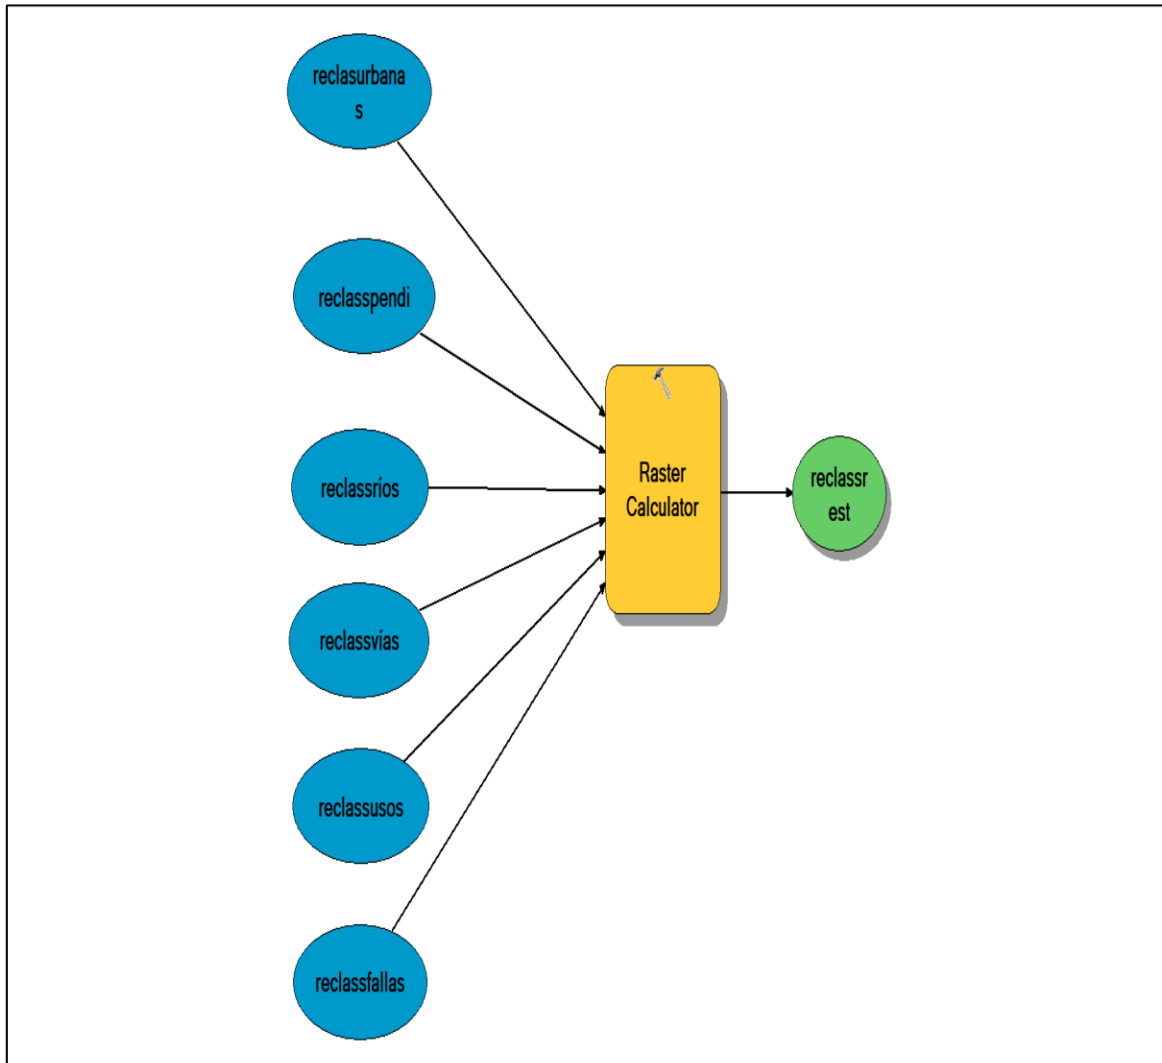 reclasurbana
s
reclasspendi
reclassríos
reclassvías
reclassusos
reclassfallas
Raster
Calculator
reclassr
est